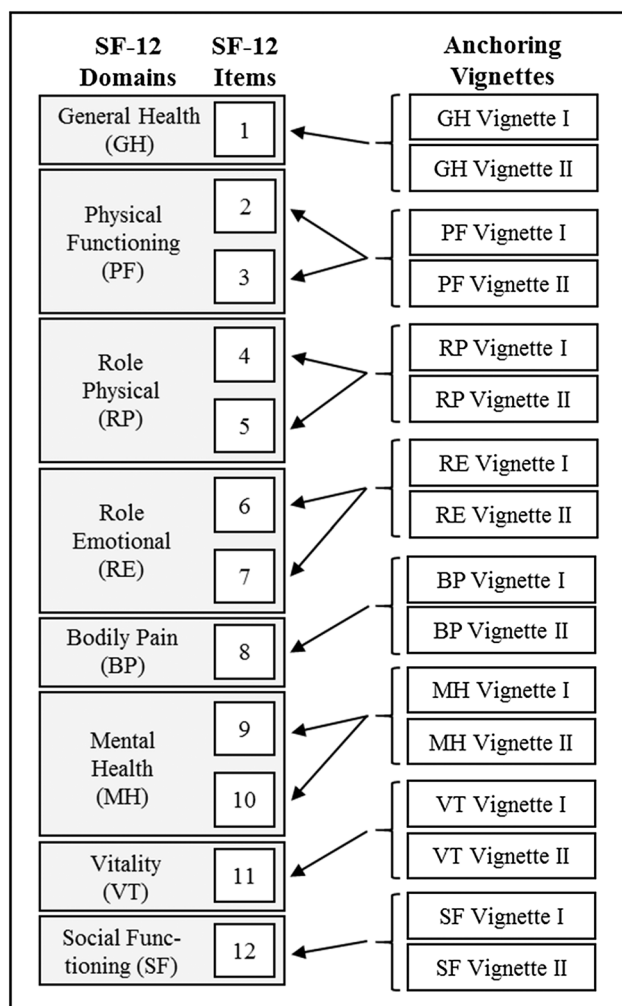 SF-12
Domains
SF-12
Items
Anchoring
Vignettes
General Health
(GH)
1
GH Vignette I
GH Vignette II
Physical
Functioning
(PF)
2
3
PF Vignette I
PF Vignette II
Role
Physical
(RP)
4
5
RP Vignette I
RP Vignette II
Role
Emotional
(RE)
6
7
RE Vignette I
RE Vignette II
Bodily Pain
(BP)
8
BP Vignette I
BP Vignette II
Mental
Health
(MH)
9
10
MH Vignette I
MH Vignette II
Vitality
(VT)
11
VT Vignette I
VT Vignette II
Social Func-
tioning (SF)
12
SF Vignette I
SF Vignette II